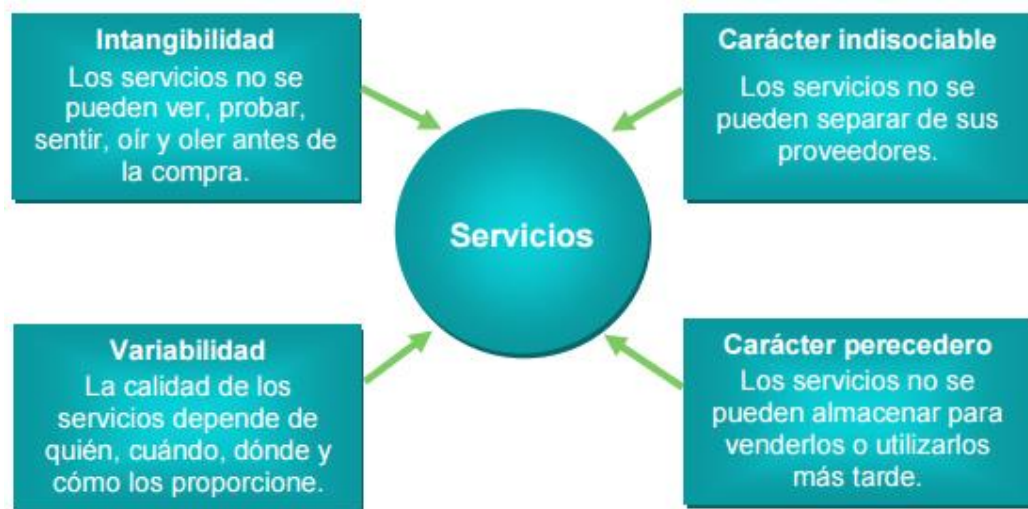 Intangibilidad
Los servicios no se
pueden ver, probar,
sentir, oír y oler antes de
la compra.
Carácter indisociable
Los servicios no se
pueden separar de sus
proveedores.
Servicios
Variabilidad
La calidad de los
servicios depende de
quién, cuándo, dónde y
cómo los proporcione.
Carácter perecedero
Los servicios no se
pueden almacenar para
venderlos o utilizarlos
más tarde.